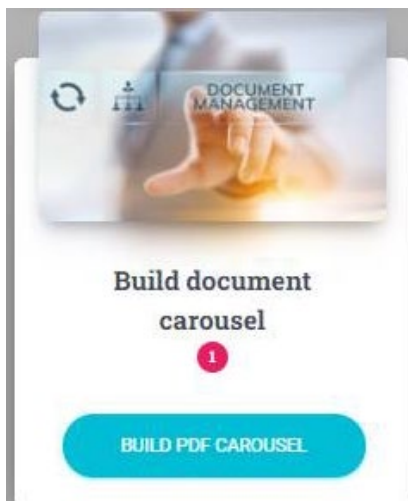 DOCUMENT
MANAGEMENT
Build document
carousel
1
BUILD PDF CAROUSEL